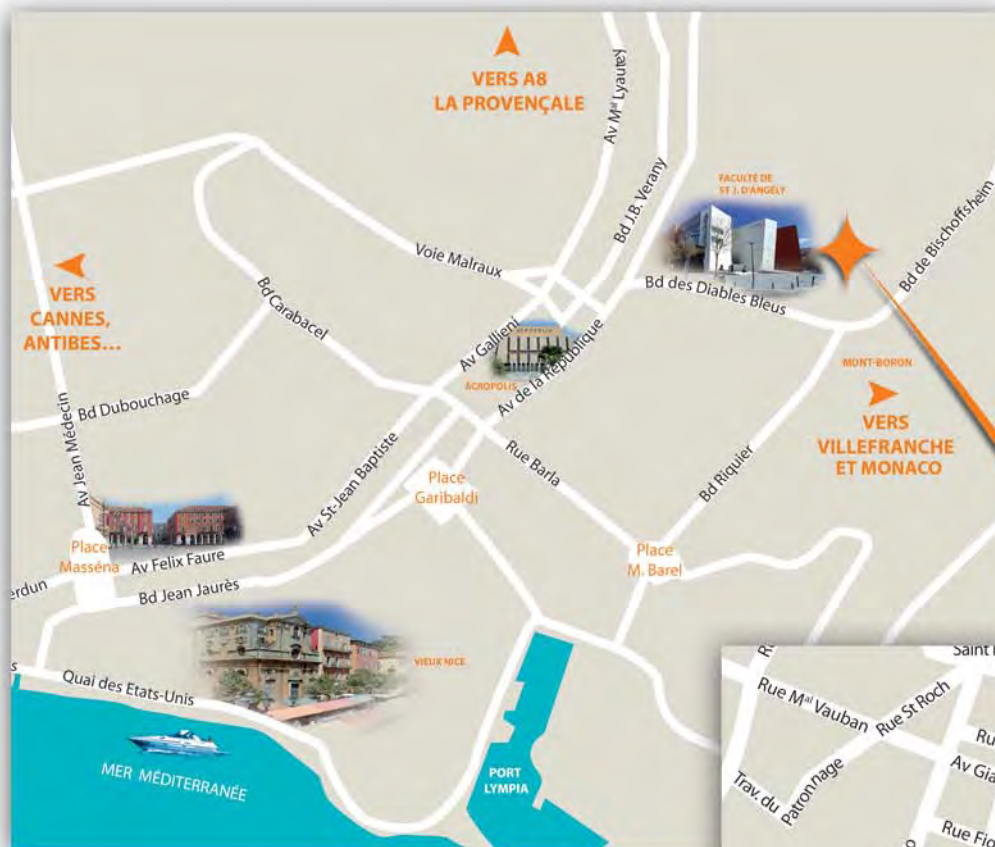 VERS A8
LA PROVENÇALE
Av Mal Lyautey
Bd J.B. Verany
FACULTÉ DE
ST J. D'ANGÉLY
Bd de Bischoffsheim
Voie Malraux
Bd des Diables Bleus
VERS
CANNES,
ANTIBES...
Bd Carabacel
Av Gallieni
ACROPOLIS
Av de la République
MONT-BORON
VERS
VILLEFRANCHE
ET MONACO
Bd Dubouchage
Av Jean Médecin
Av St-Jean Baptiste
Rue Barla
Bd Riquier
Place
Garibaldi
Place
Masséna
Av Felix Faure
Place
M. Barel
erdun
Bd Jean Jaurès
VIEUX NICE
Quai des Etats-Unis
MER MÉDITERRANÉE
PORT
LYMPIA
Saint
Rue Mal Vauban
Rue St Roch
Ru
Av Gia
Trav. du
Patronnage
Rue Fio